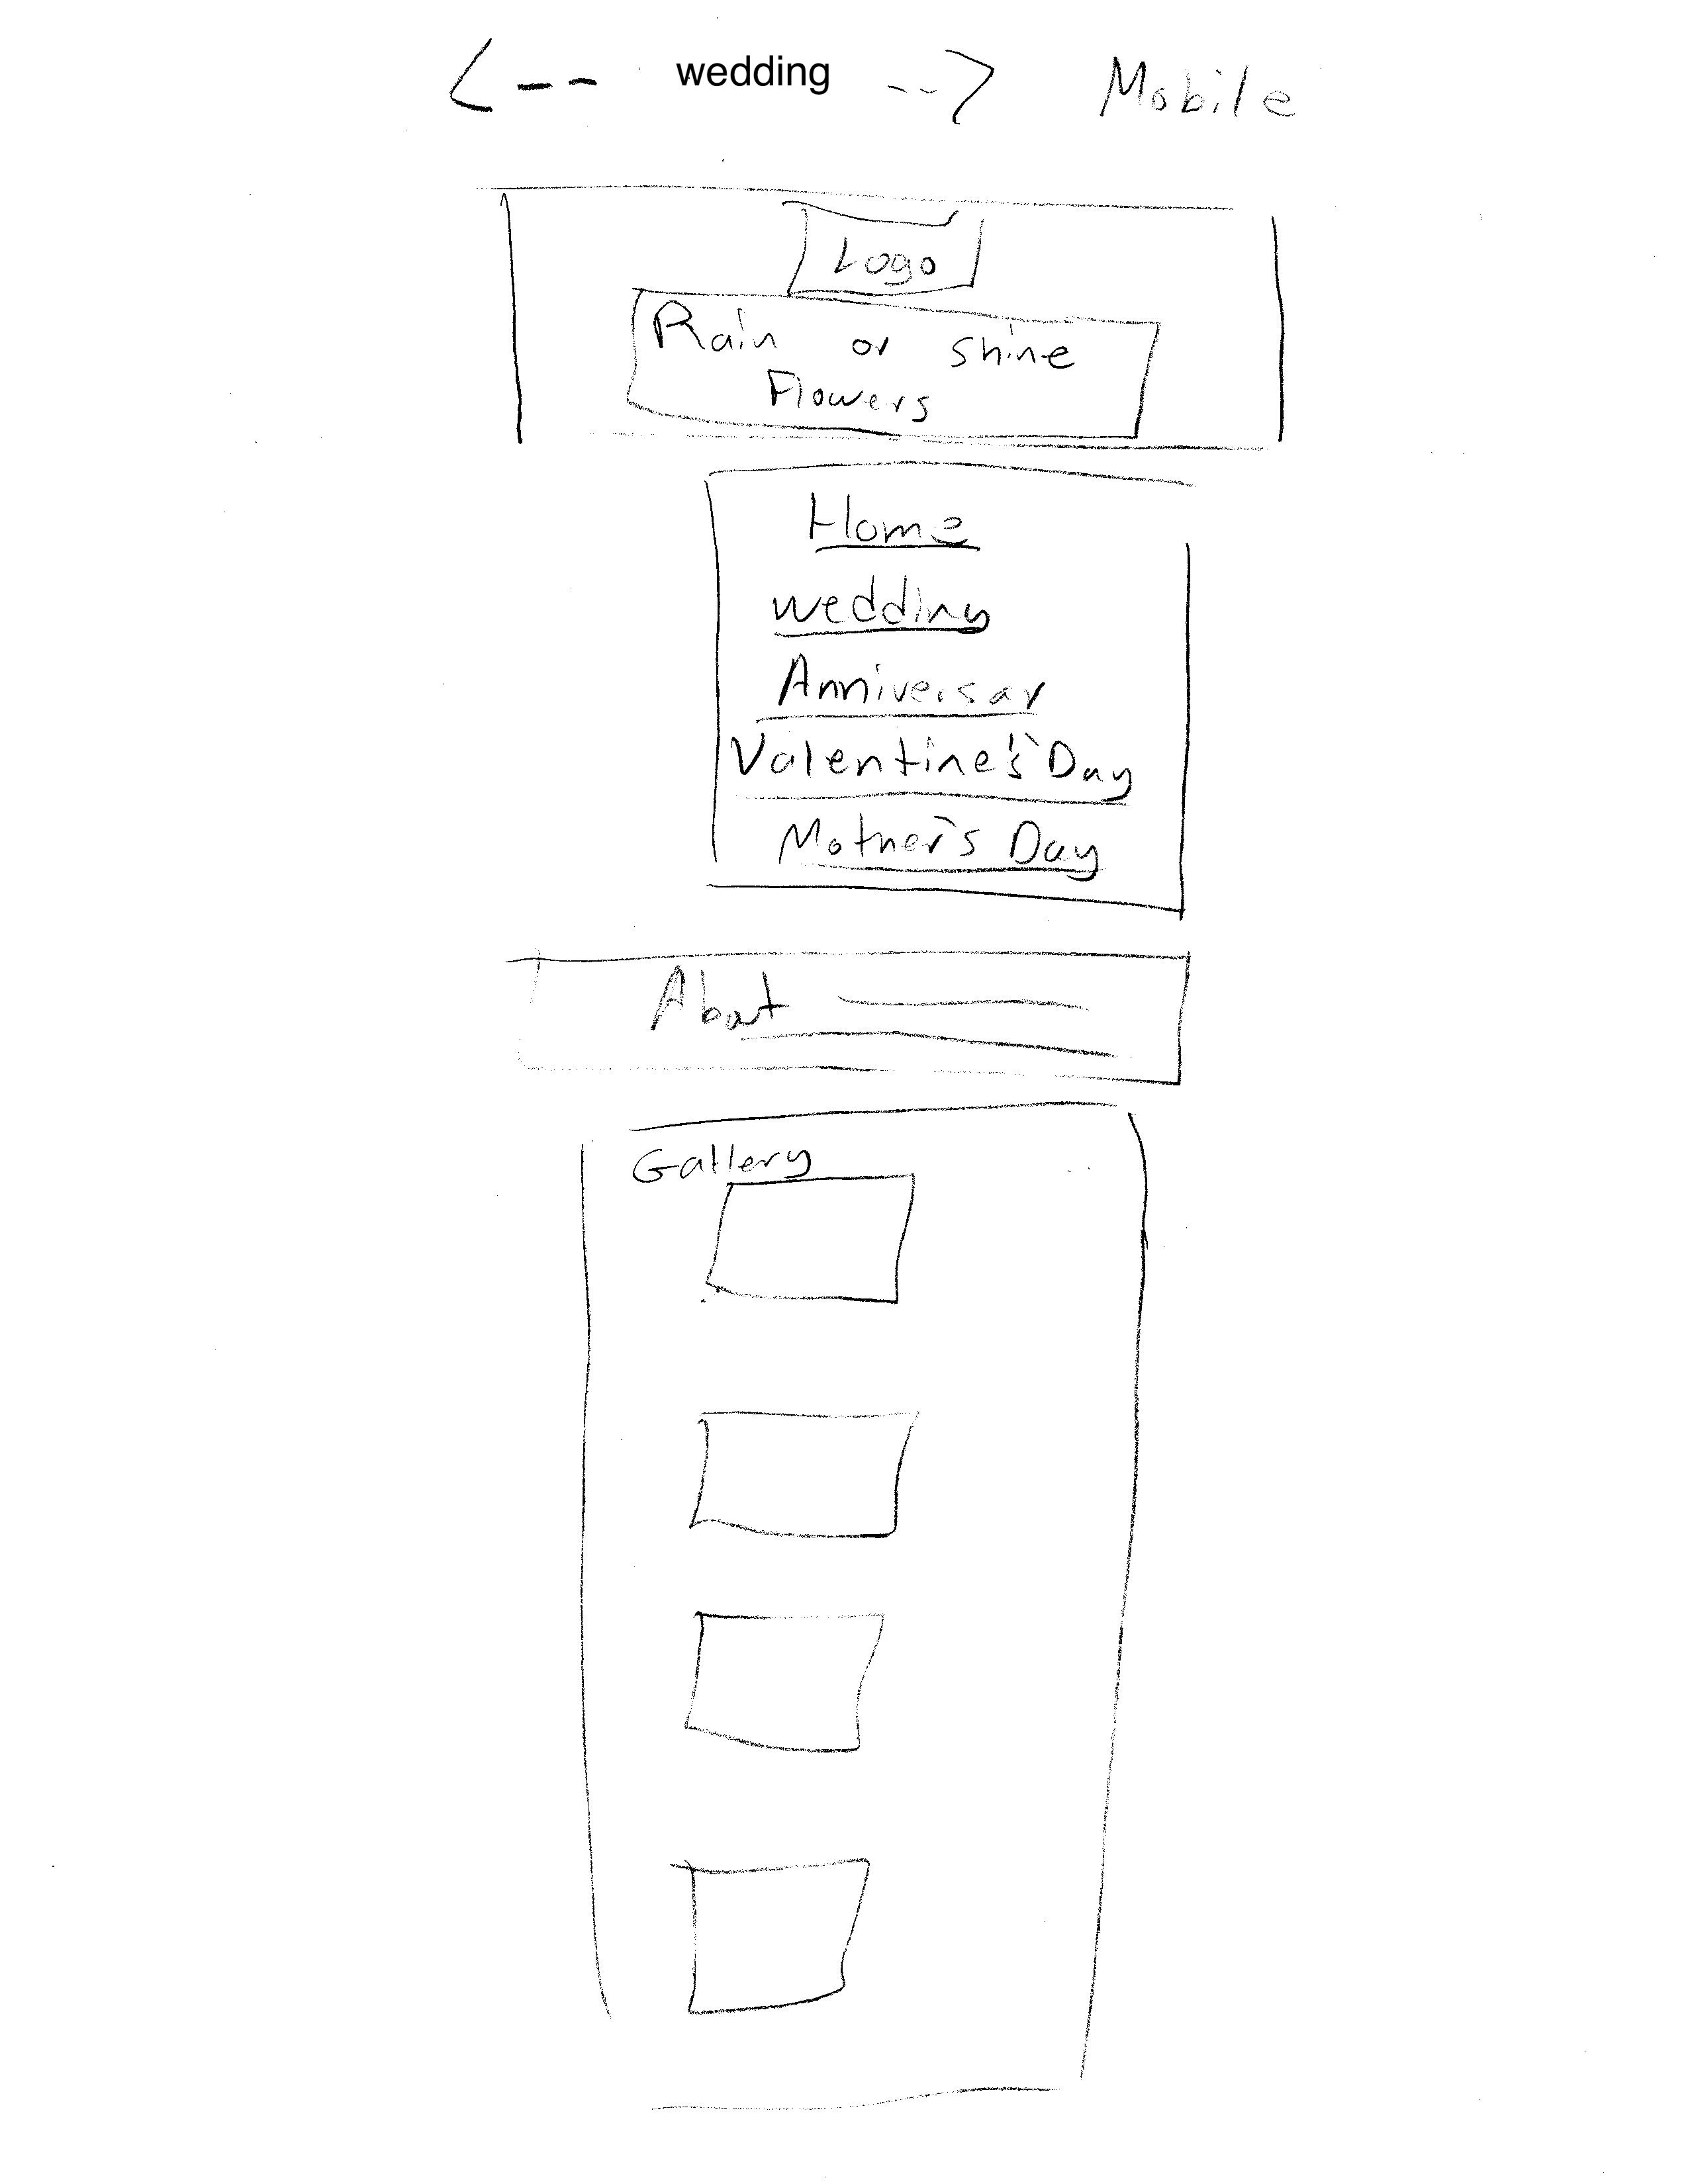 <-- wedding --> Mobile
Logo
Rain or shine
Flowers
Home
wedding
Anniversar
Valentine's Day
Mother's Day
About
Gallery